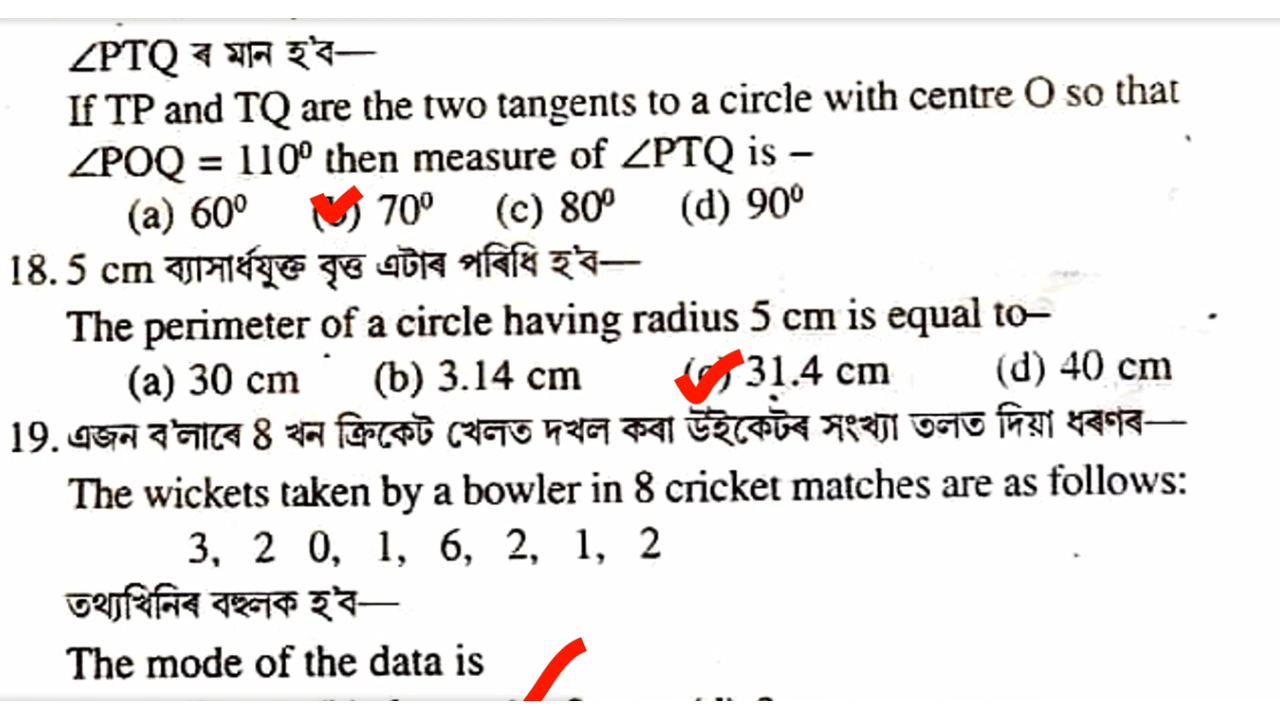 ∠PTQ ৰ মান হ'ব—
If TP and TQ are the two tangents to a circle with centre O so that
∠POQ = 110⁰ then measure of ∠PTQ is –
(a) 60⁰ (b) 70⁰ (c) 80⁰ (d) 90⁰
18. 5 cm ব্যাসাৰ্ধযুক্ত বৃত্ত এটাৰ পৰিধি হ'ব—
The perimeter of a circle having radius 5 cm is equal to–
(a) 30 cm (b) 3.14 cm (c) 31.4 cm (d) 40 cm
19. এজন ব'লাৰে 8 খন ক্ৰিকেট খেলত দখল কৰা উইকেটৰ সংখ্যা তলত দিয়া ধৰণৰ—
The wickets taken by a bowler in 8 cricket matches are as follows:
3, 2 0, 1, 6, 2, 1, 2
তথ্যখিনিৰ বহুলক হ'ব—
The mode of the data is